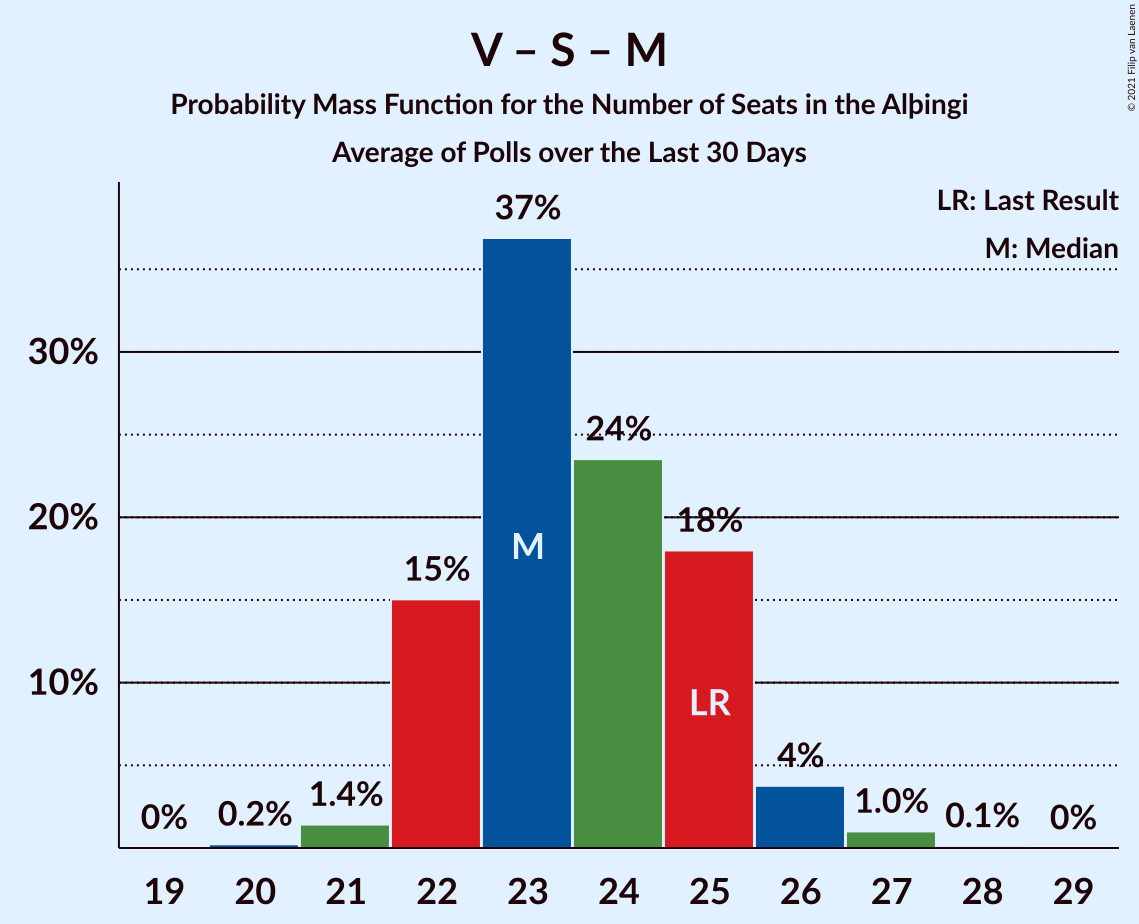 V – S – M
Probability Mass Function for the Number of Seats in the Alþingi
Average of Polls over the Last 30 Days
© 2021 Filip van Laenen
LR: Last Result
M: Median
37%
30%
24%
20%
18%
15%
M
10%
LR
4%
1.4%
1.0%
0%
0.2%
0.1%
0%
19 20 21 22 23 24 25 26 27 28 29